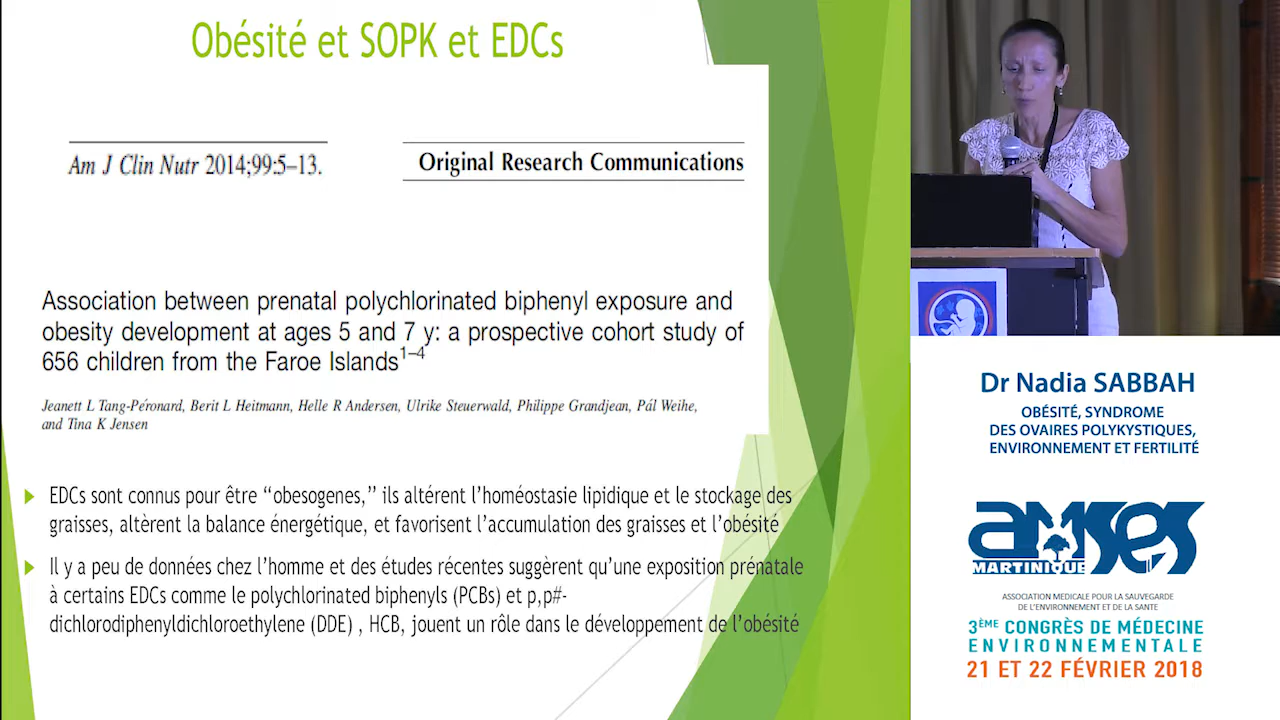 Obésité et SOPK et EDCs
Am J Clin Nutr 2014;99:5–13.
Original Research Communications
Association between prenatal polychlorinated biphenyl exposure and
obesity development at ages 5 and 7 y: a prospective cohort study of
656 children from the Faroe Islands1–4
Jeanett L Tang-Péronard, Berit L Heitmann, Helle R Andersen, Ulrike Steuerwald, Philippe Grandjean, Pál Weihe,
and Tina K Jensen
EDCs sont connus pour être “obesogenes,” ils altérent l’homéostasie lipidique et le stockage des
graisses, altèrent la balance énergétique, et favorisent l’accumulation des graisses et l’obésité
Il y a peu de données chez l’homme et des études récentes suggérent qu’une exposition prénatale
à certains EDCs comme le polychlorinated biphenyls (PCBs) et p,p#-
dichlorodiphenyldichloroethylene (DDE) , HCB, jouent un rôle dans le développement de l’obésité
Dr Nadia SABBAH
OBÉSITÉ, SYNDROME
DES OVAIRES POLYKYSTIQUES,
ENVIRONNEMENT ET FERTILITÉ
AMSES
MARTINIQUE
ASSOCIATION MEDICALE POUR LA SAUVEGARDE
DE L’ENVIRONNEMENT ET DE LA SANTE
3ÈME CONGRÈS DE MÉDECINE
ENVIRONNEMENTALE
21 ET 22 FÉVRIER 2018